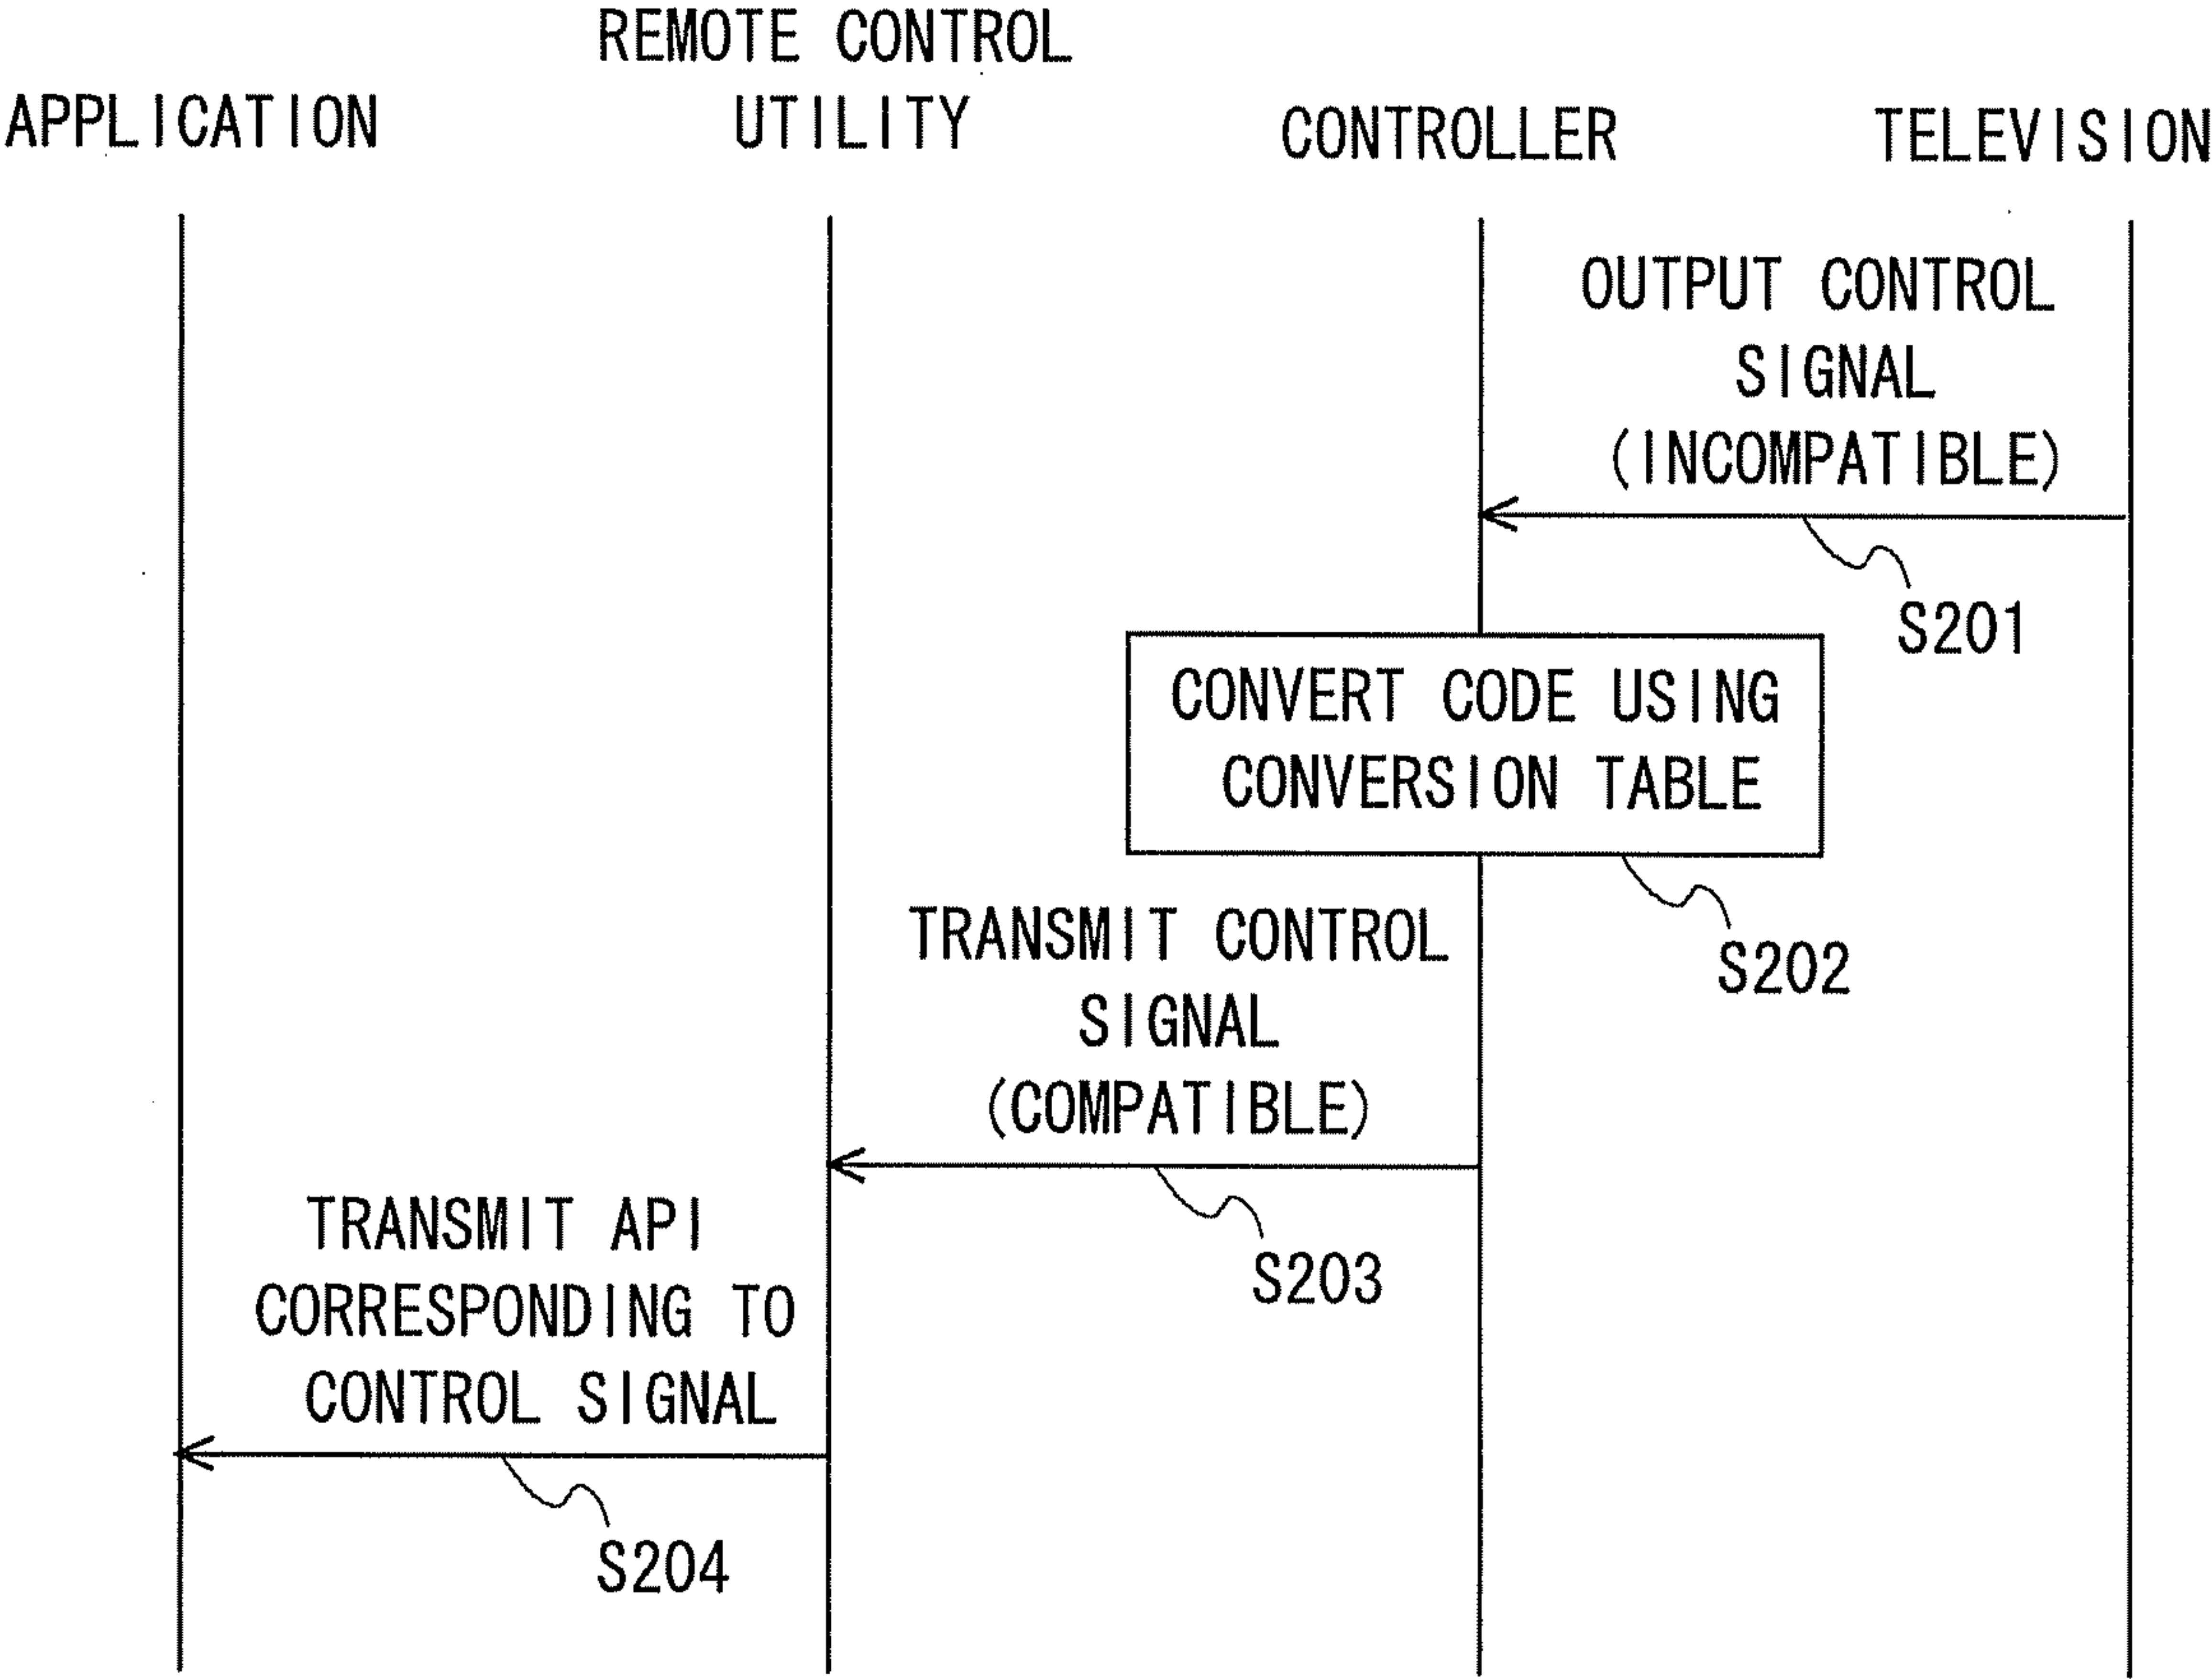 REMOTE CONTROL
UTILITY
APPLICATION
CONTROLLER
TELEVISION
OUTPUT CONTROL
SIGNAL
(INCOMPATIBLE)
S201
CONVERT CODE USING
CONVERSION TABLE
S202
TRANSMIT CONTROL
SIGNAL
(COMPATIBLE)
S203
TRANSMIT API
CORRESPONDING TO
CONTROL SIGNAL
S204